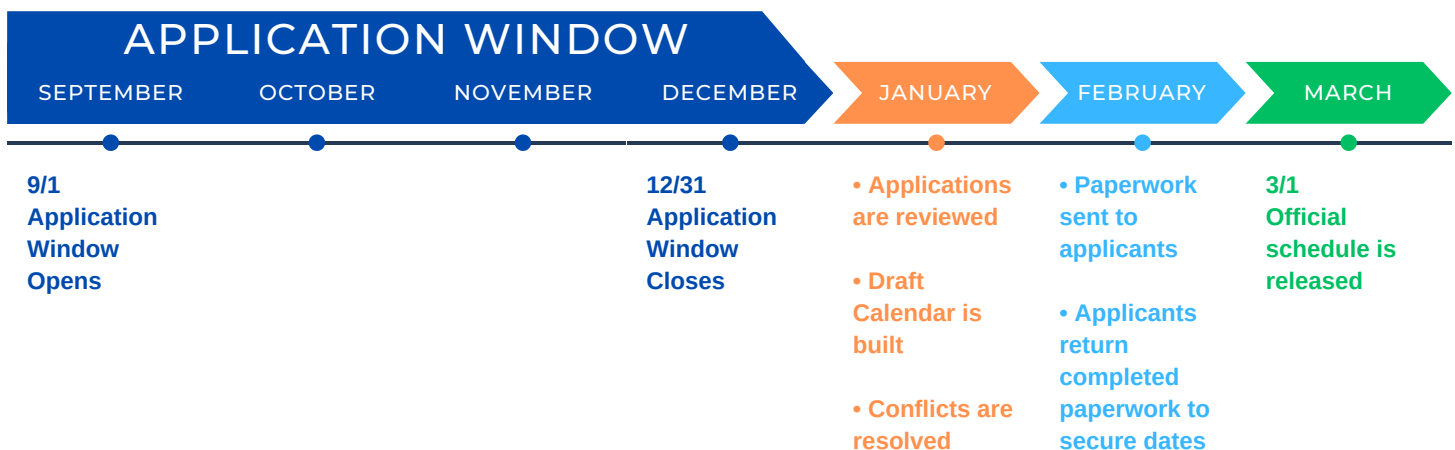 APPLICATION WINDOW
SEPTEMBER
OCTOBER
NOVEMBER
DECEMBER
JANUARY
FEBRUARY
MARCH
9/1
Application
Window
Opens
12/31
Application
Window
Closes
• Applications
are reviewed
• Draft
Calendar is
built
• Conflicts are
resolved
• Paperwork
sent to
applicants
• Applicants
return
completed
paperwork to
secure dates
3/1
Official
schedule is
released